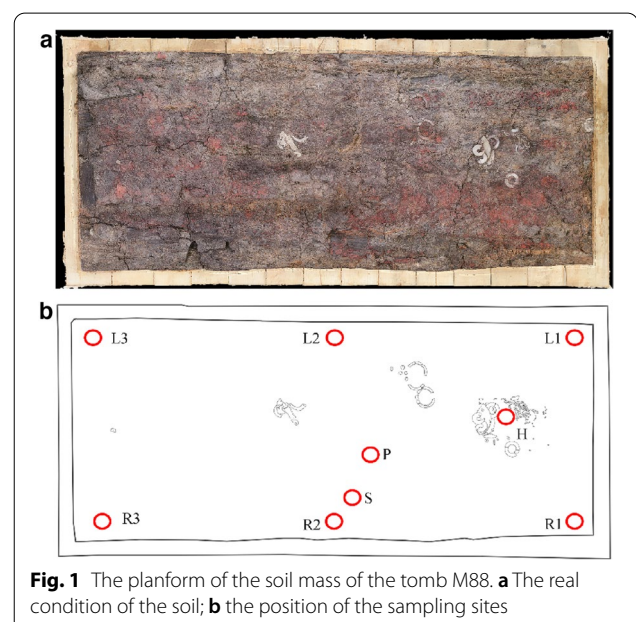 a
b
L3 L2 L1
H
P
S
R3 R2 R1
Fig. 1 The planform of the soil mass of the tomb M88. a The real
condition of the soil; b the position of the sampling sites